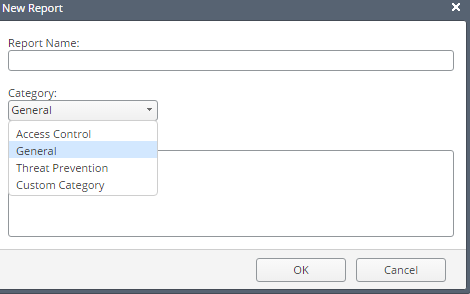 New Report
Report Name:
Category:
General
Access Control
General
Threat Prevention
Custom Category
OK
Cancel